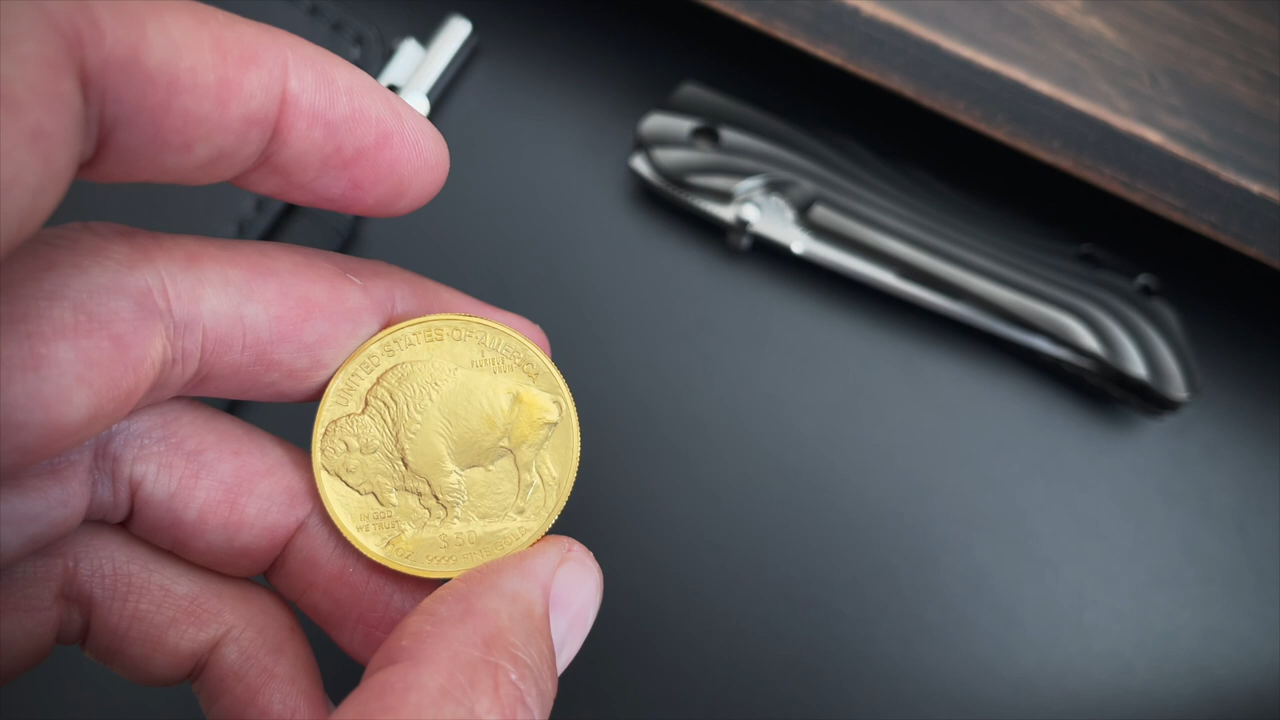 UNITED STATES OF AMERICA
E
PLURIBUS
UNUM
IN GOD
WE TRUST
$50
1 OZ. .9999 FINE GOLD